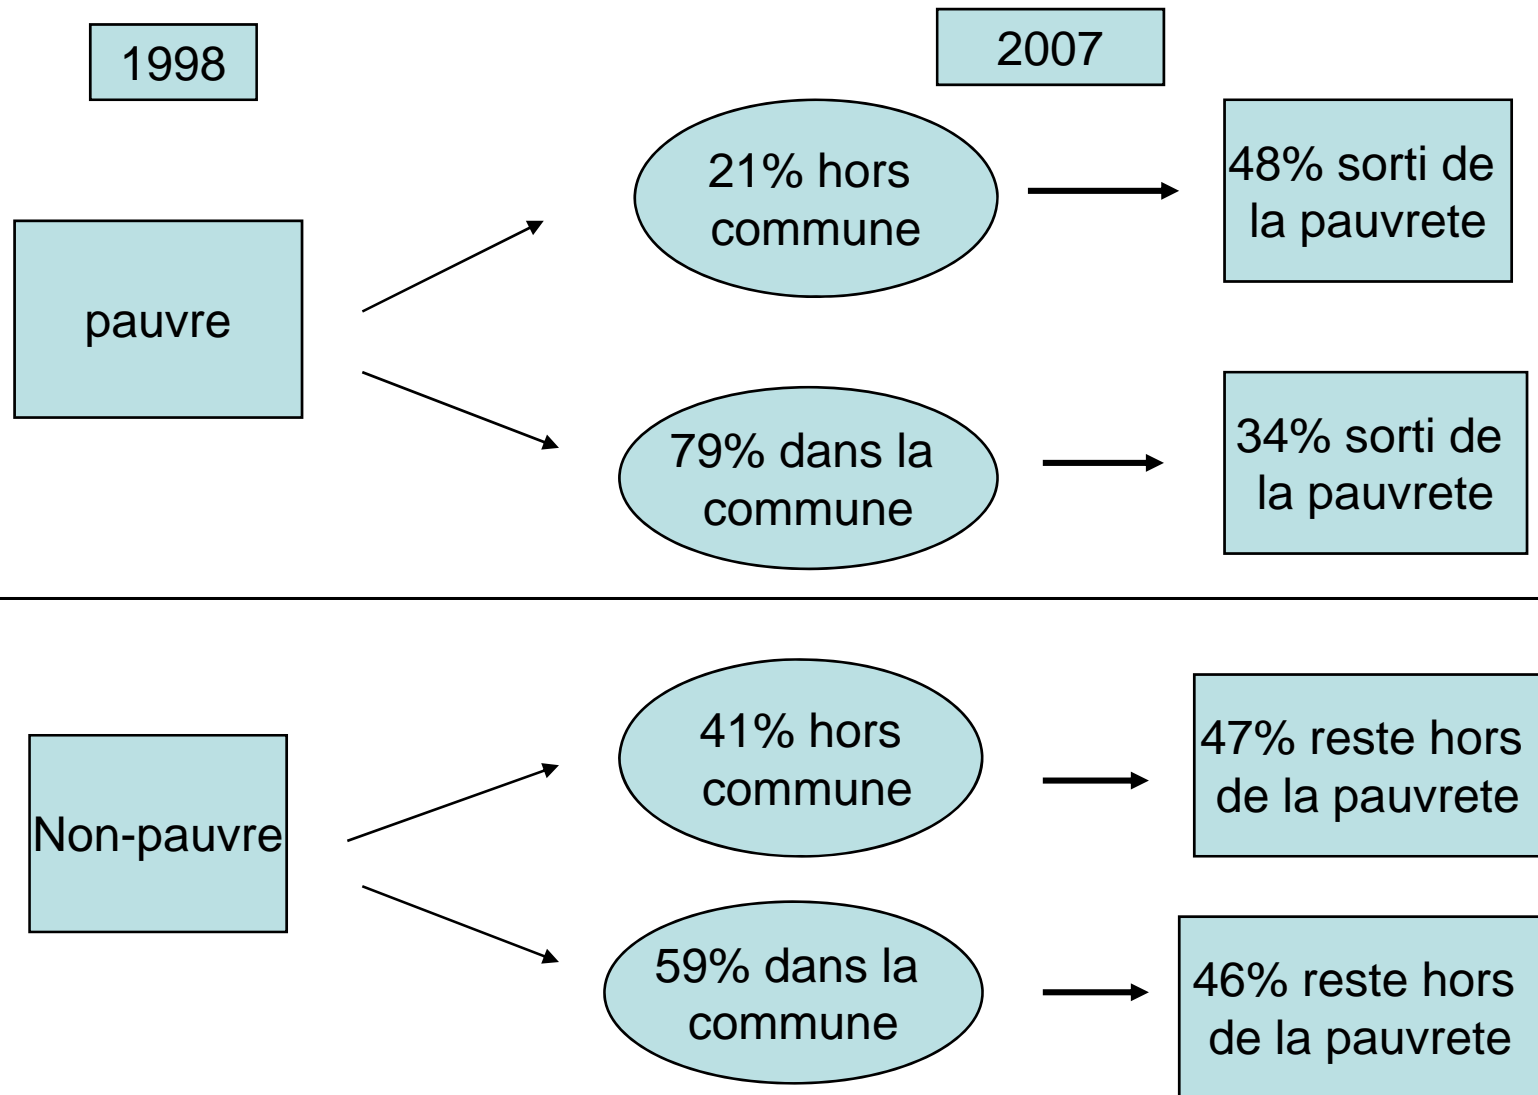 1998
2007
21% hors
commune
48% sorti de
la pauvrete
pauvre
79% dans la
commune
34% sorti de
la pauvrete
41% hors
commune
47% reste hors
de la pauvrete
Non-pauvre
59% dans la
commune
46% reste hors
de la pauvrete